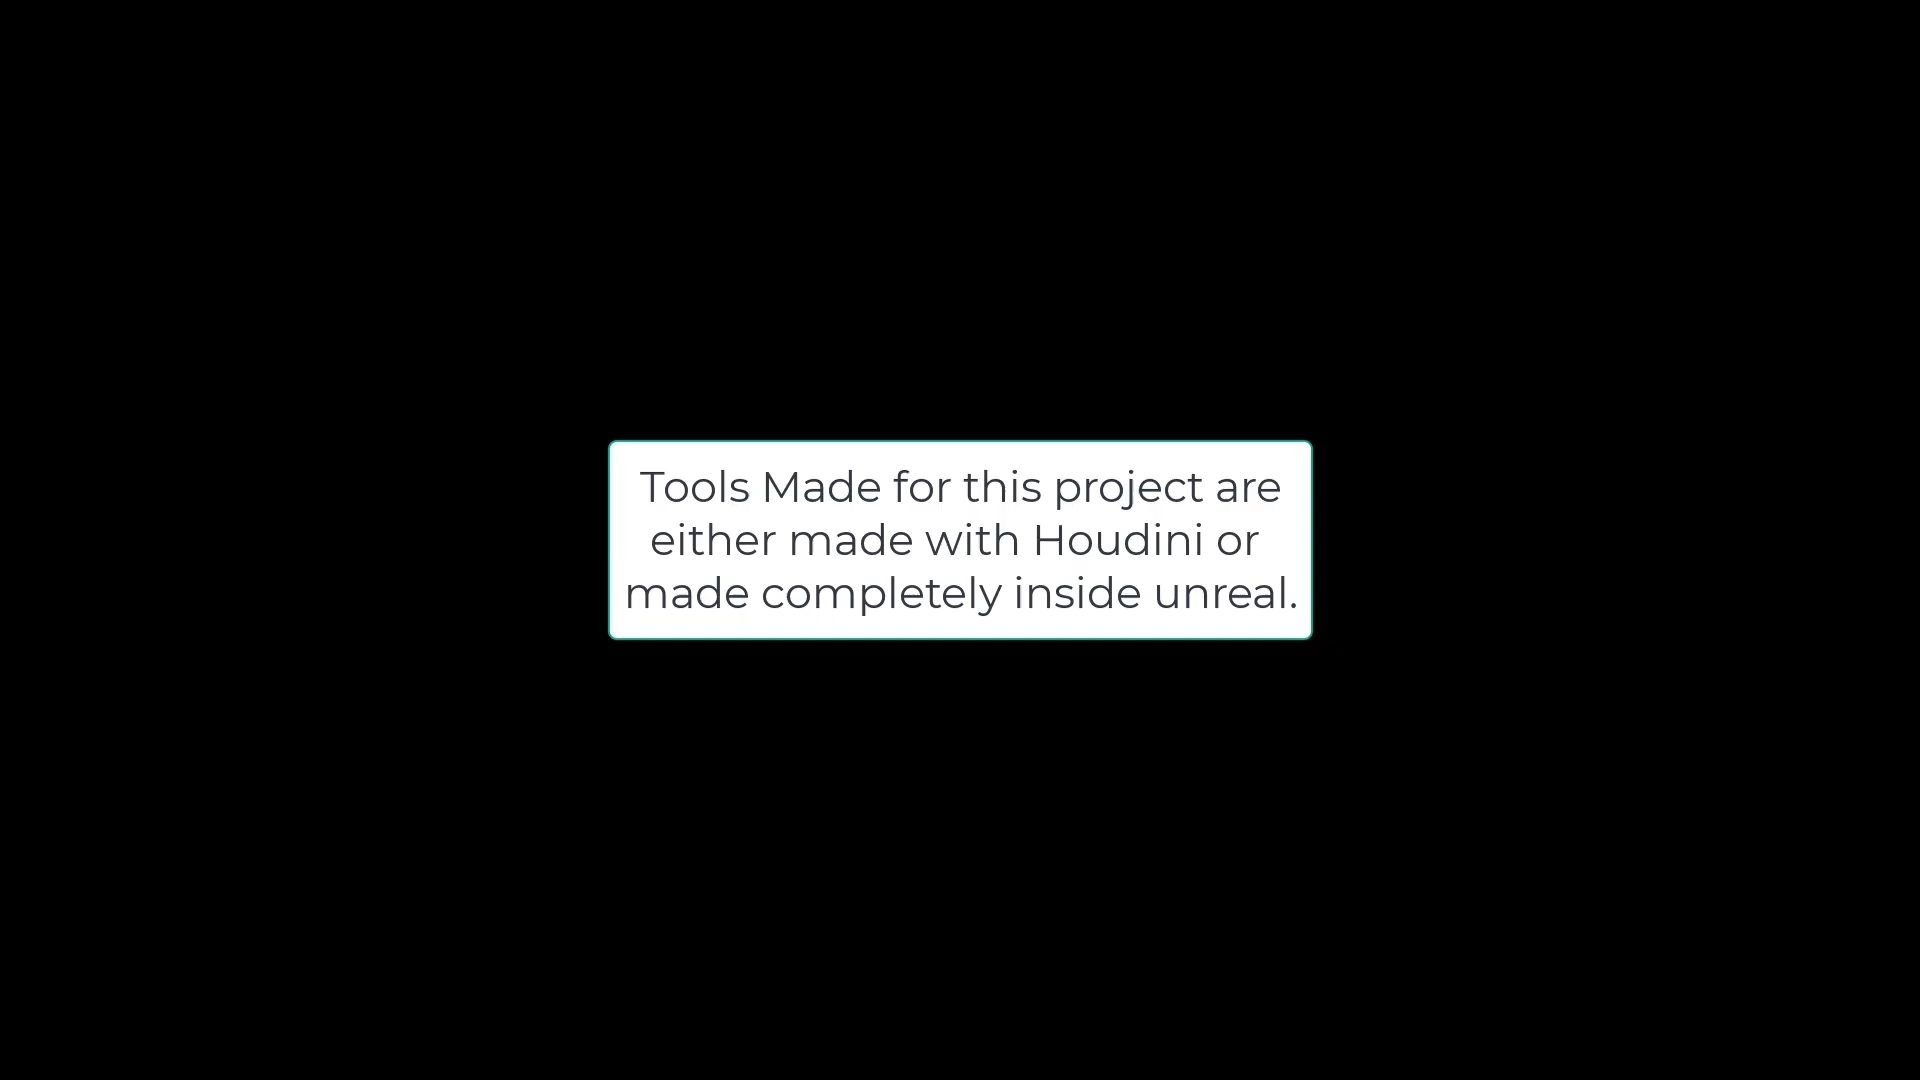 Tools Made for this project are
either made with Houdini or
made completely inside unreal.